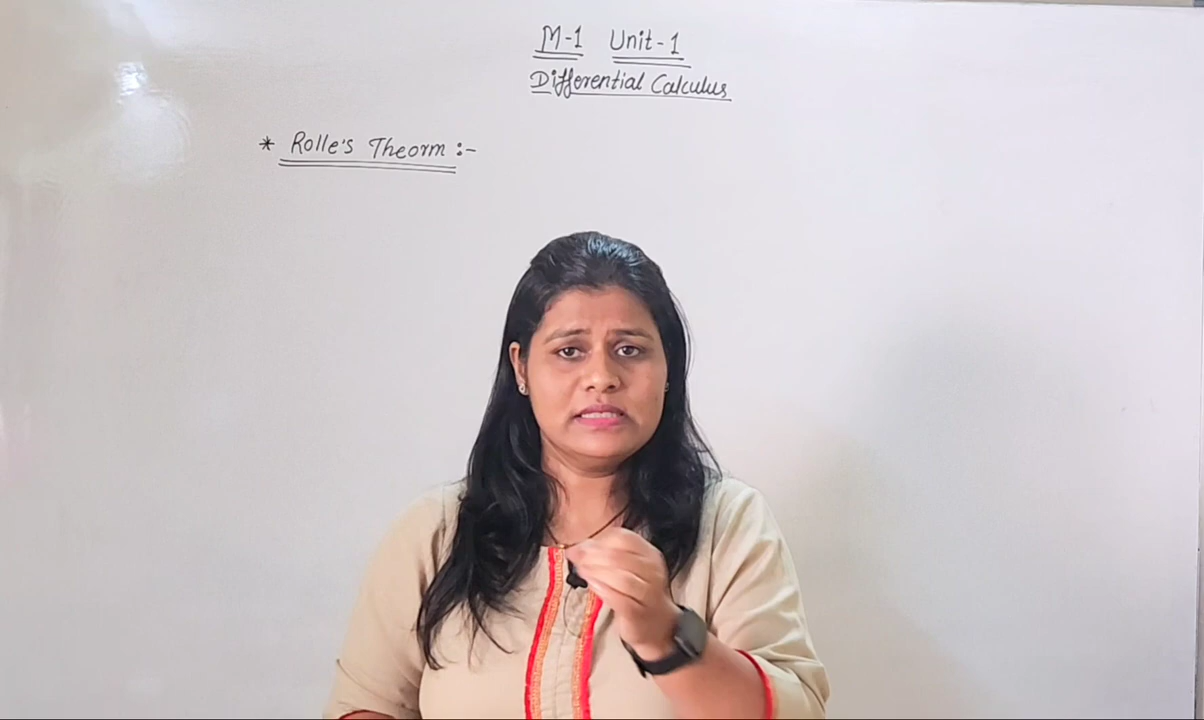 M-1 Unit-1
Differential Calculus
* Rolle's Theorm :-